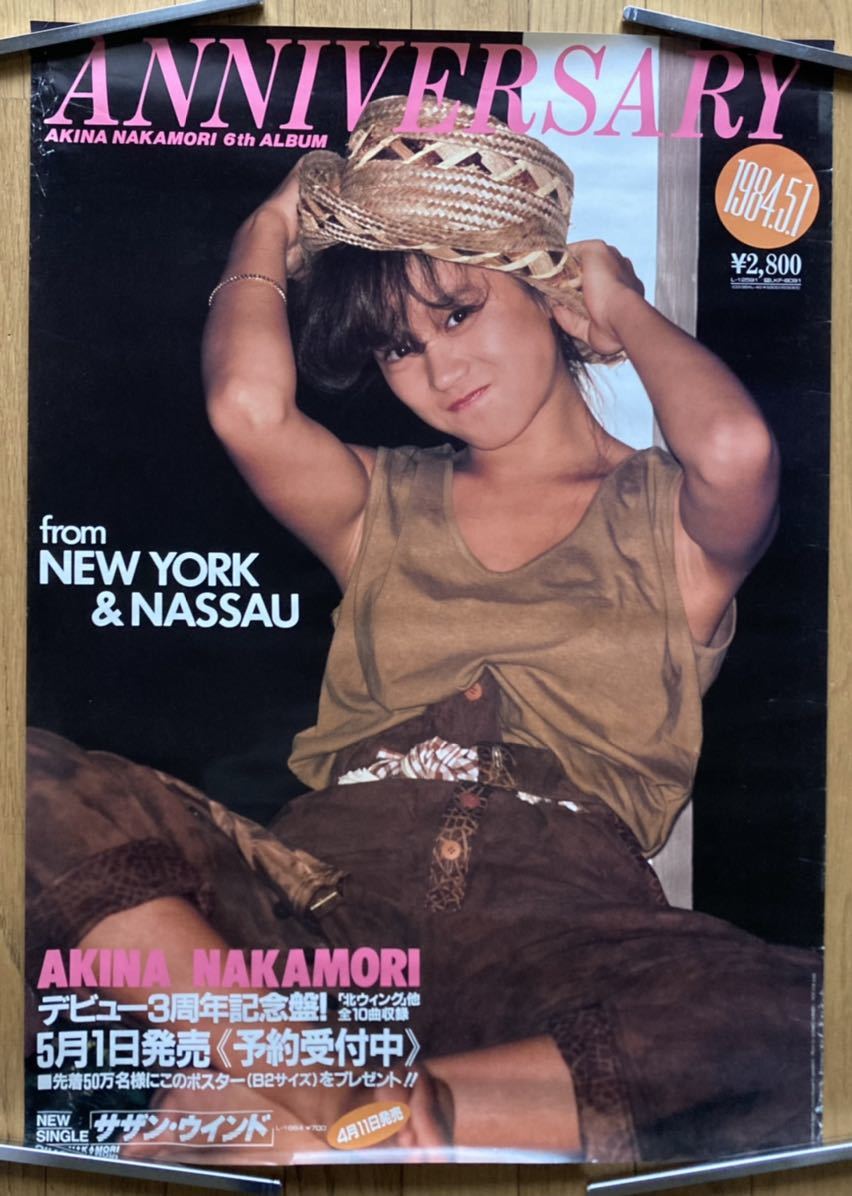 ANNIVERSARY
AKINA NAKAMORI 6th ALBUM
1984.5.1
¥2,800
from
NEW YORK
& NASSAU
AKINA NAKAMORI
デビュー3周年記念盤!
「北ウィング」他
全10曲収録
5月1日発売《予約受付中》
■先着50万名様にこのポスター(B2サイズ)をプレゼント!!
NEW
SINGLE
サザン・ウインド
L-1664 ¥700
4月11日発売